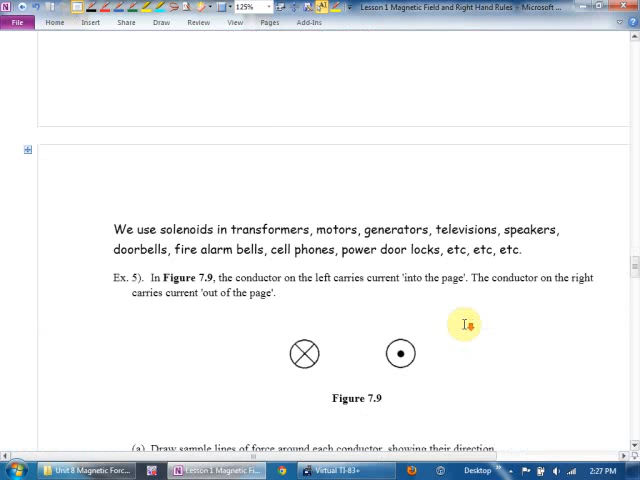 Lesson 1 Magnetic Field and Right Hand Rules - Microsoft ...
125%
File Home Insert Share Draw Review View Pages Add-Ins
We use solenoids in transformers, motors, generators, televisions, speakers,
doorbells, fire alarm bells, cell phones, power door locks, etc, etc, etc.
Ex. 5). In Figure 7.9, the conductor on the left carries current 'into the page'. The conductor on the right
carries current 'out of the page'.
Figure 7.9
(a) Draw sample lines of force around each conductor, showing their direction.
Unit 8 Magnetic Forc... Lesson 1 Magnetic Fi... Virtual TI-83+ Desktop » 2:27 PM